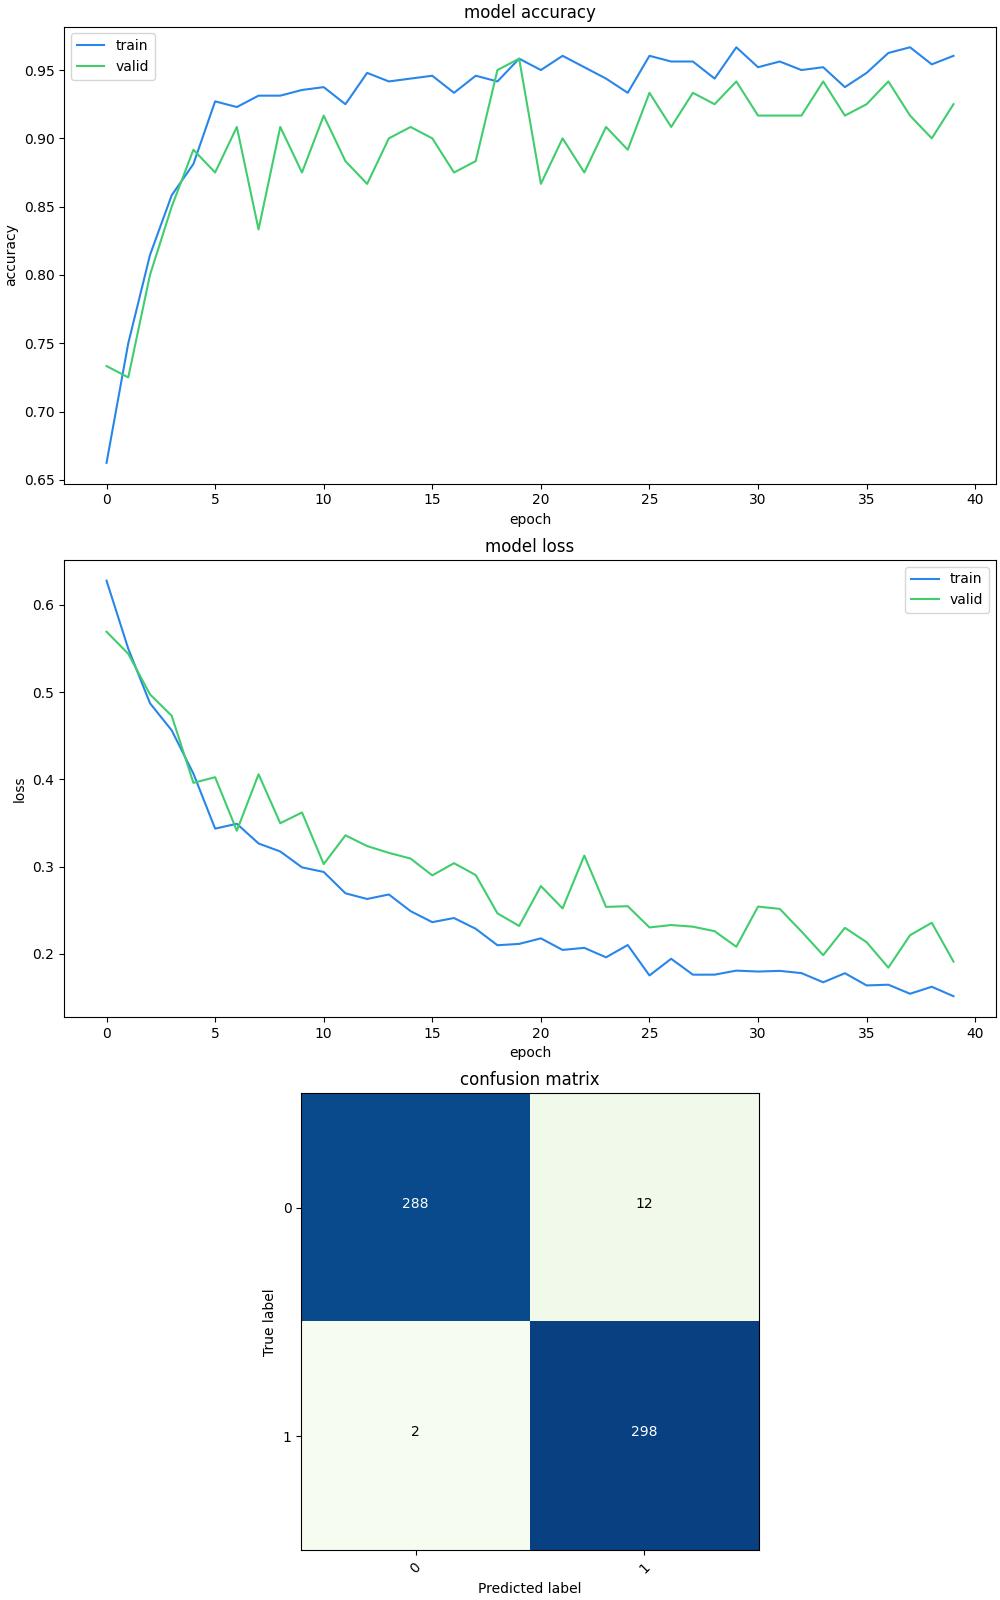 model accuracy
train
valid
0.95
0.90
0.85
0.80
0.75
0.70
0.65
accuracy
0 5 10 15 20 25 30 35 40
epoch
model loss
train
valid
0.6
0.5
0.4
0.3
0.2
loss
0 5 10 15 20 25 30 35 40
epoch
confusion matrix
288 12
0
True label
2 298
1
0 1
Predicted label